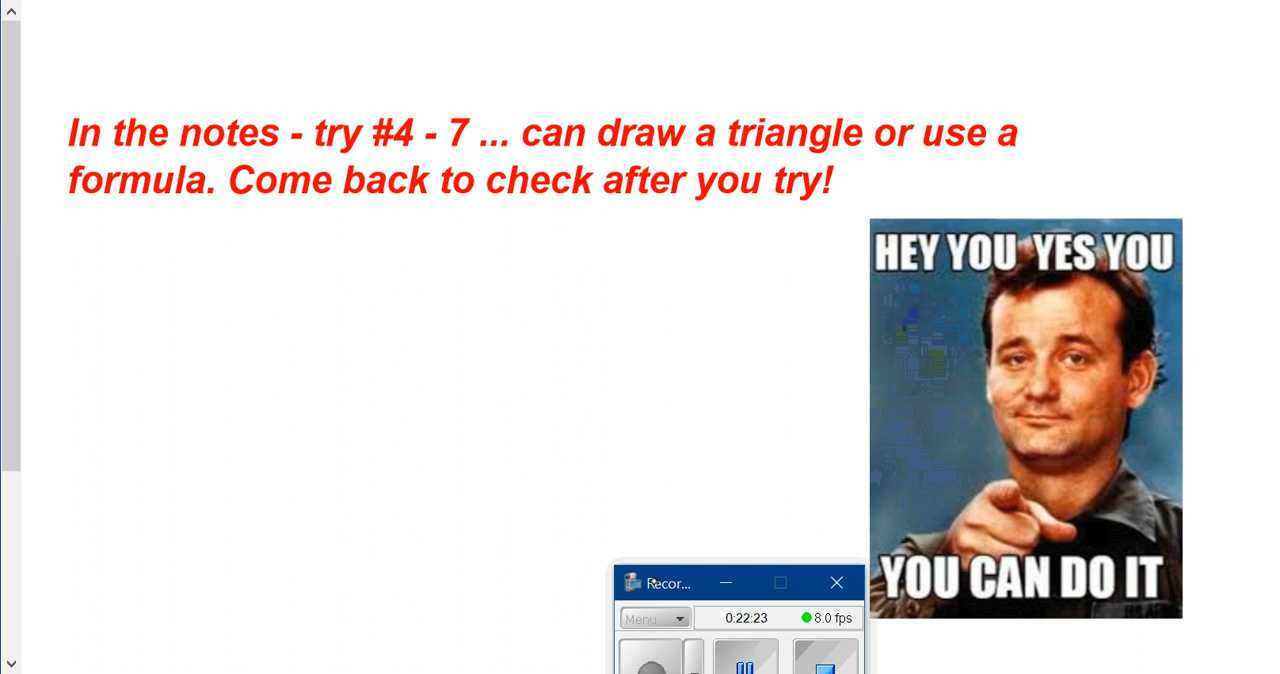 In the notes - try #4 - 7 ... can draw a triangle or use a
formula. Come back to check after you try!
HEY YOU YES YOU
YOU CAN DO IT
Recor...
Menu
0:22:23
8.0 fps